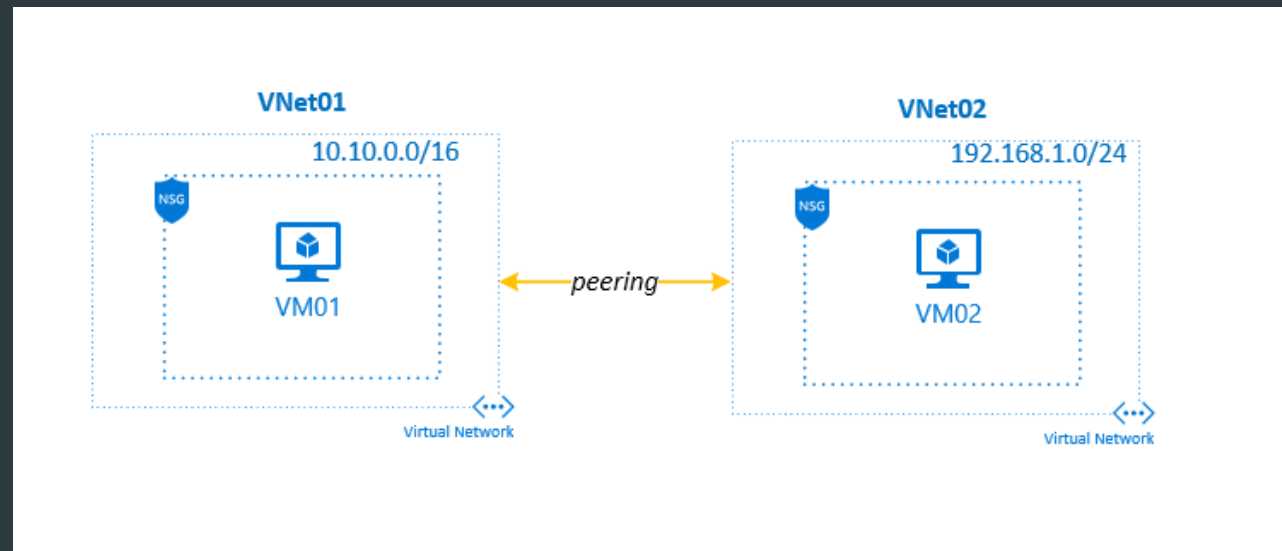 VNet01
10.10.0.0/16
NSG
VM01
Virtual Network
peering
VNet02
192.168.1.0/24
NSG
VM02
Virtual Network